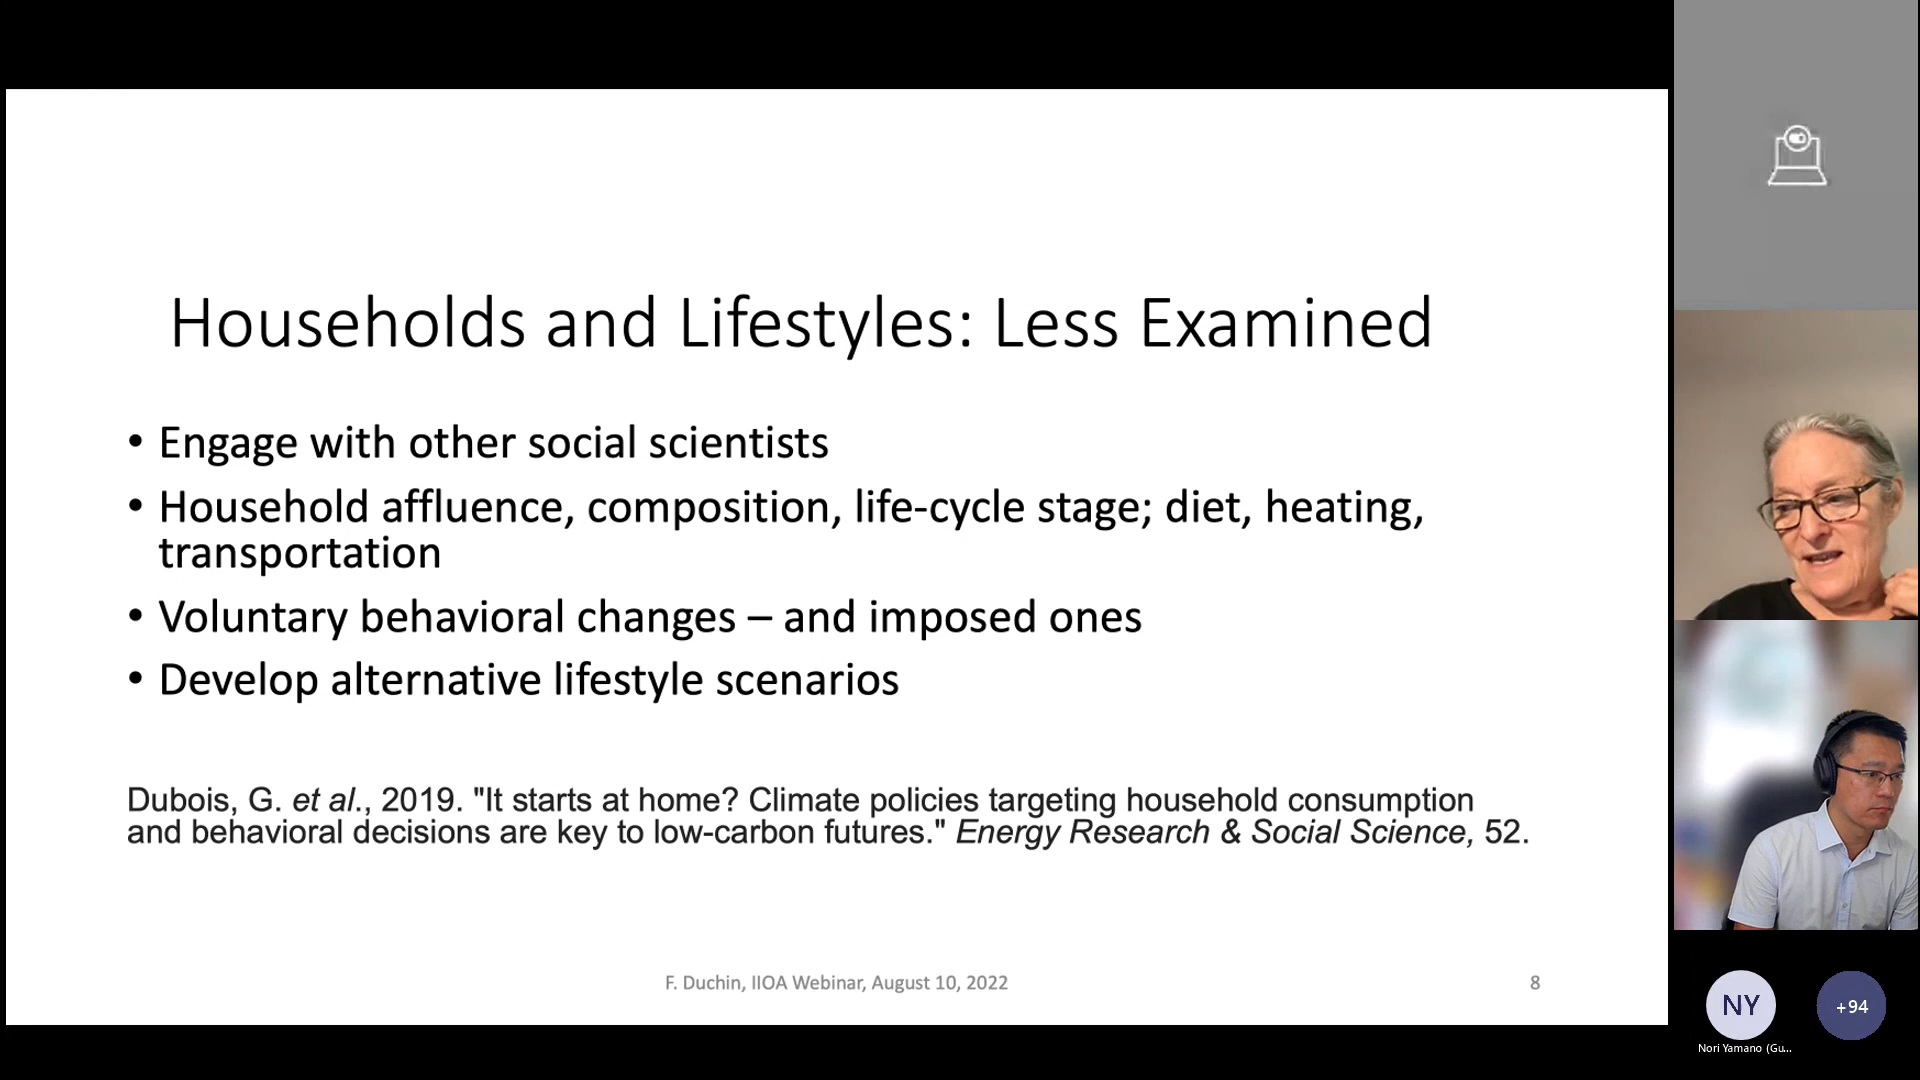 Households and Lifestyles: Less Examined
• Engage with other social scientists
• Household affluence, composition, life-cycle stage; diet, heating,
transportation
• Voluntary behavioral changes – and imposed ones
• Develop alternative lifestyle scenarios
Dubois, G. et al., 2019. "It starts at home? Climate policies targeting household consumption
and behavioral decisions are key to low-carbon futures." Energy Research & Social Science, 52.
F. Duchin, IIOA Webinar, August 10, 2022
8
NY
+94
Nori Yamano (Gu...